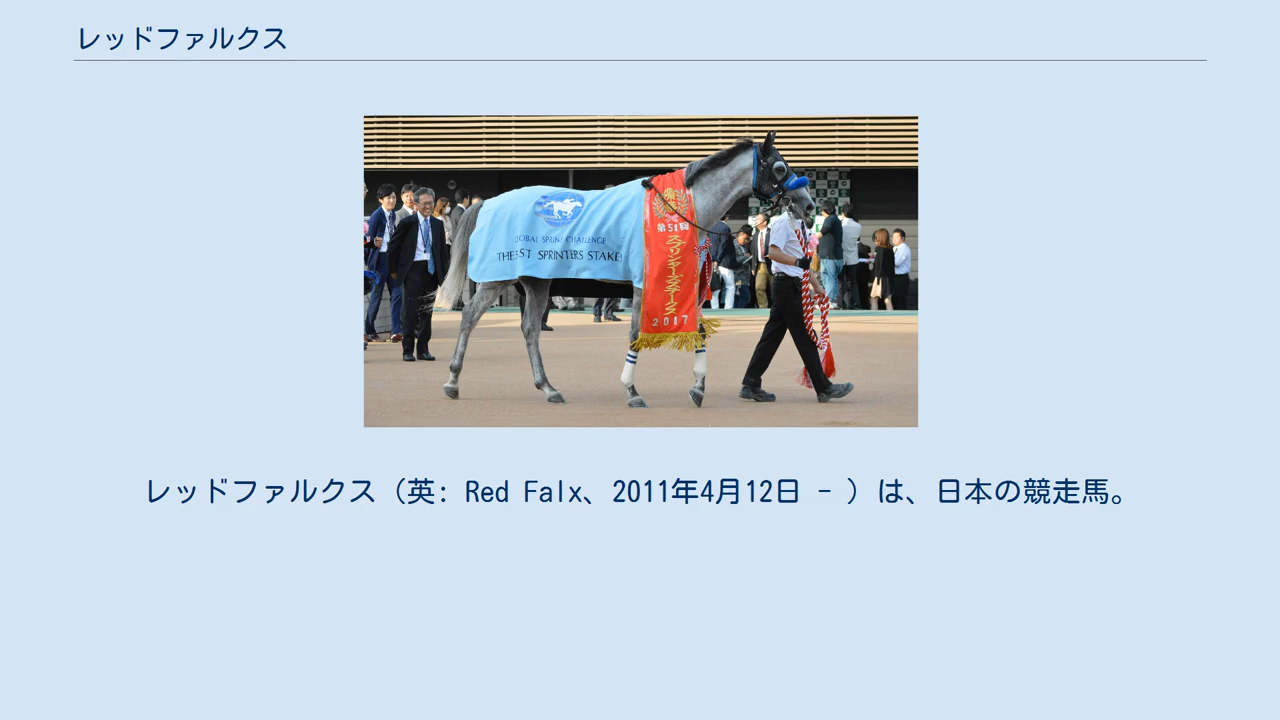 レッドファルクス
GLOBAL SPRINT CHALLENGE
THE 51ST SPRINTERS STAKES
第51回
スプリンターズステークス
2017
レッドファルクス（英: Red Falx、2011年4月12日 - ）は、日本の競走馬。